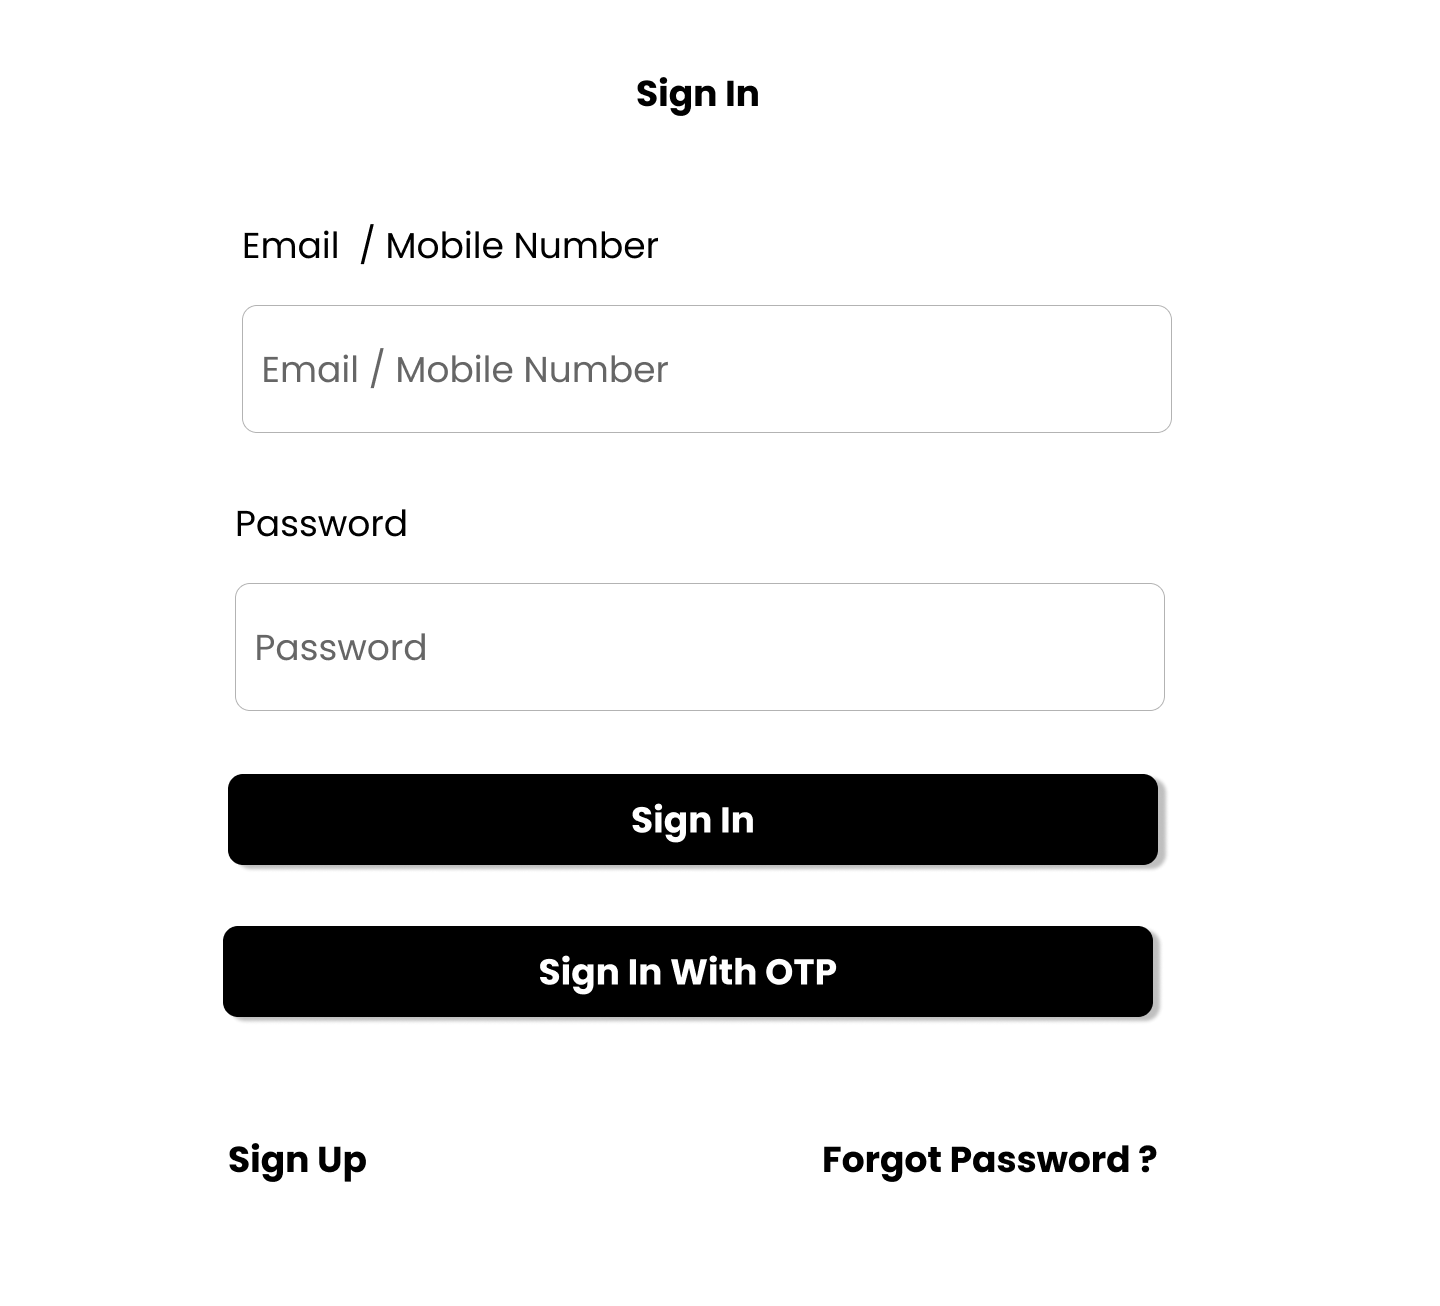 Sign In
Email  / Mobile Number
Email / Mobile Number
Password
Password
Sign In
Sign In With OTP
Sign Up
Forgot Password ?